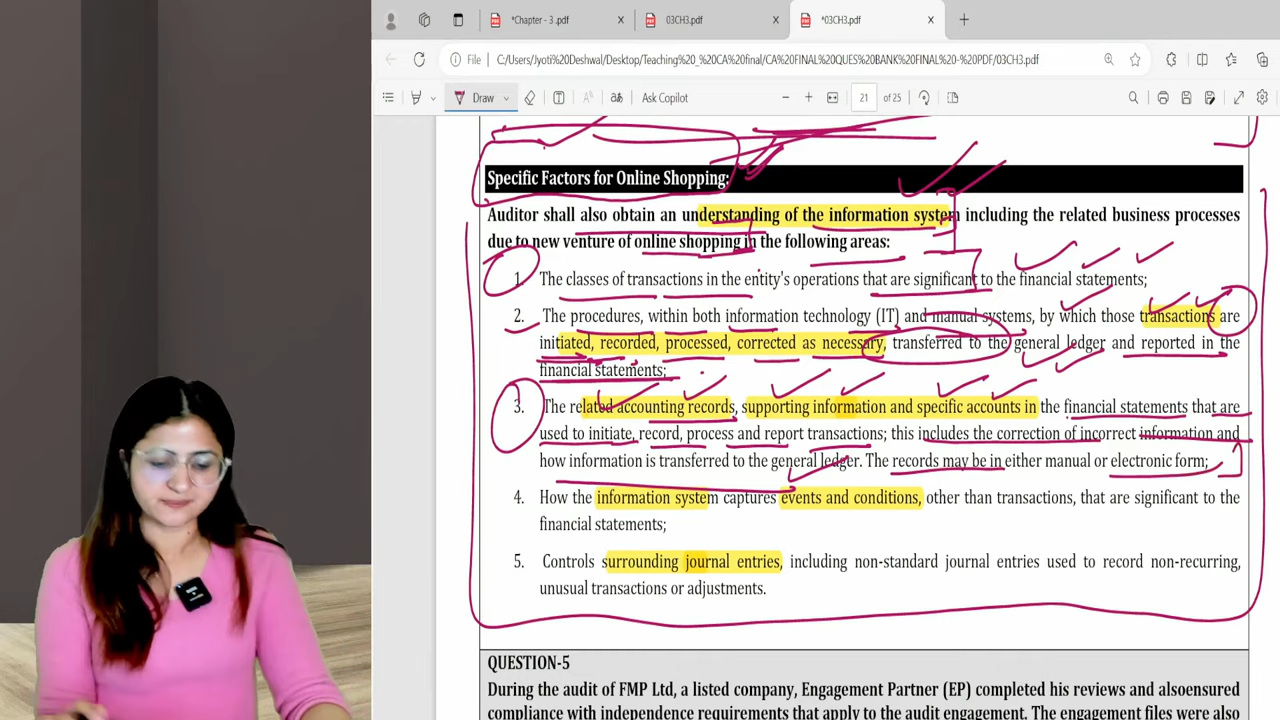 *Chapter - 3 .pdf
03CH3.pdf
*03CH3.pdf
File
C:/Users/Jyoti%20Deshwal/Desktop/Teaching%20_%20CA%20final/CA%20FINAL%20QUES%20BANK%20FINAL%20-%20PDF/03CH3.pdf
Draw
Ask Copilot
21 of 25
Specific Factors for Online Shopping:
Auditor shall also obtain an understanding of the information system including the related business processes
due to new venture of online shopping in the following areas:
1. The classes of transactions in the entity's operations that are significant to the financial statements;
2. The procedures, within both information technology (IT) and manual systems, by which those transactions are
initiated, recorded, processed, corrected as necessary, transferred to the general ledger and reported in the
financial statements;
3. The related accounting records, supporting information and specific accounts in the financial statements that are
used to initiate, record, process and report transactions; this includes the correction of incorrect information and
how information is transferred to the general ledger. The records may be in either manual or electronic form;
4. How the information system captures events and conditions, other than transactions, that are significant to the
financial statements;
5. Controls surrounding journal entries, including non-standard journal entries used to record non-recurring,
unusual transactions or adjustments.
QUESTION-5
During the audit of FMP Ltd, a listed company, Engagement Partner (EP) completed his reviews and alsoensured
compliance with independence requirements that apply to the audit engagement. The engagement files were also